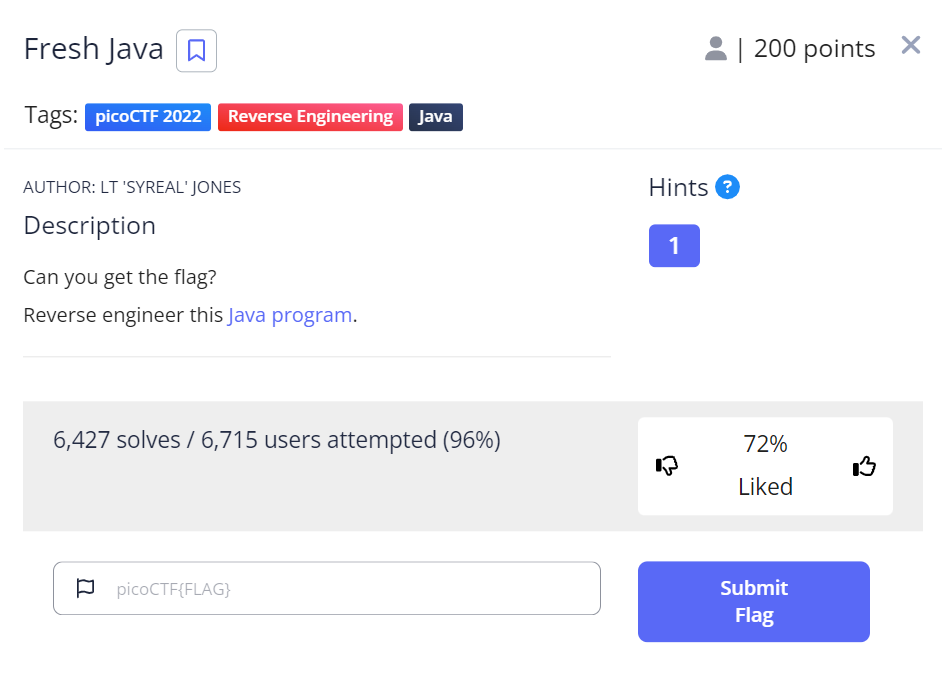 Fresh Java
| 200 points
Tags: picoCTF 2022 Reverse Engineering Java
AUTHOR: LT 'SYREAL' JONES
Description
Can you get the flag?
Reverse engineer this Java program.
Hints ?
1
6,427 solves / 6,715 users attempted (96%)
72%
Liked
picoCTF{FLAG}
Submit
Flag